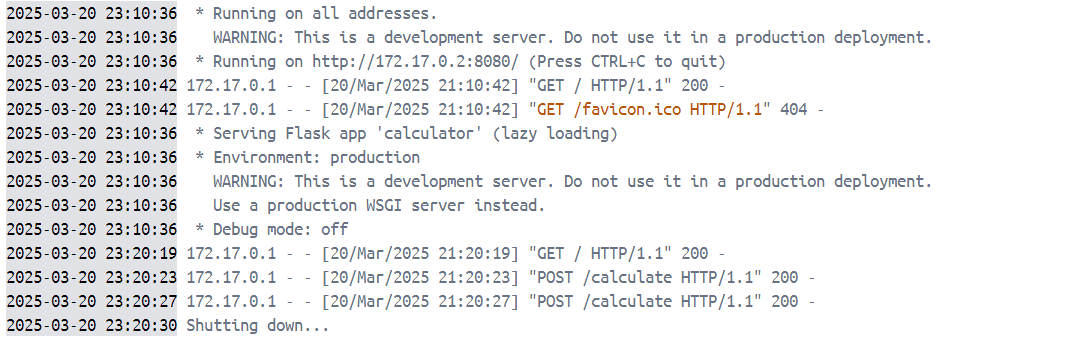 2025-03-20 23:10:36  * Running on all addresses.
2025-03-20 23:10:36    WARNING: This is a development server. Do not use it in a production deployment.
2025-03-20 23:10:36  * Running on http://172.17.0.2:8080/ (Press CTRL+C to quit)
2025-03-20 23:10:42 172.17.0.1 - - [20/Mar/2025 21:10:42] "GET / HTTP/1.1" 200 -
2025-03-20 23:10:42 172.17.0.1 - - [20/Mar/2025 21:10:42] "GET /favicon.ico HTTP/1.1" 404 -
2025-03-20 23:10:36  * Serving Flask app 'calculator' (lazy loading)
2025-03-20 23:10:36  * Environment: production
2025-03-20 23:10:36    WARNING: This is a development server. Do not use it in a production deployment.
2025-03-20 23:10:36    Use a production WSGI server instead.
2025-03-20 23:10:36  * Debug mode: off
2025-03-20 23:20:19 172.17.0.1 - - [20/Mar/2025 21:20:19] "GET / HTTP/1.1" 200 -
2025-03-20 23:20:23 172.17.0.1 - - [20/Mar/2025 21:20:23] "POST /calculate HTTP/1.1" 200 -
2025-03-20 23:20:27 172.17.0.1 - - [20/Mar/2025 21:20:27] "POST /calculate HTTP/1.1" 200 -
2025-03-20 23:20:30 Shutting down...